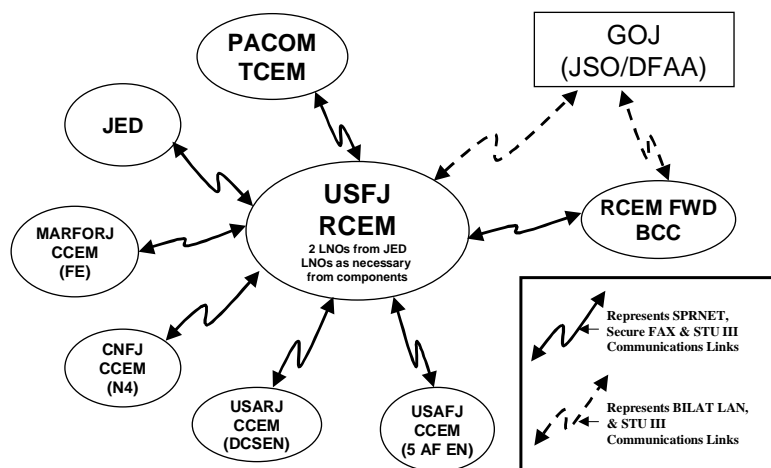 PACOM
TCEM
GOJ
(JSO/DFAA)
JED
USFJ
RCEM
2 LNOs from JED
LNOs as necessary
from components
RCEM FWD
BCC
MARFORJ
CCEM
(FE)
CNFJ
CCEM
(N4)
USARJ
CCEM
(DCSEN)
USAFJ
CCEM
(5 AF EN)
Represents SPRNET,
Secure FAX & STU III
Communications Links
Represents BILAT LAN,
& STU III
Communications Links